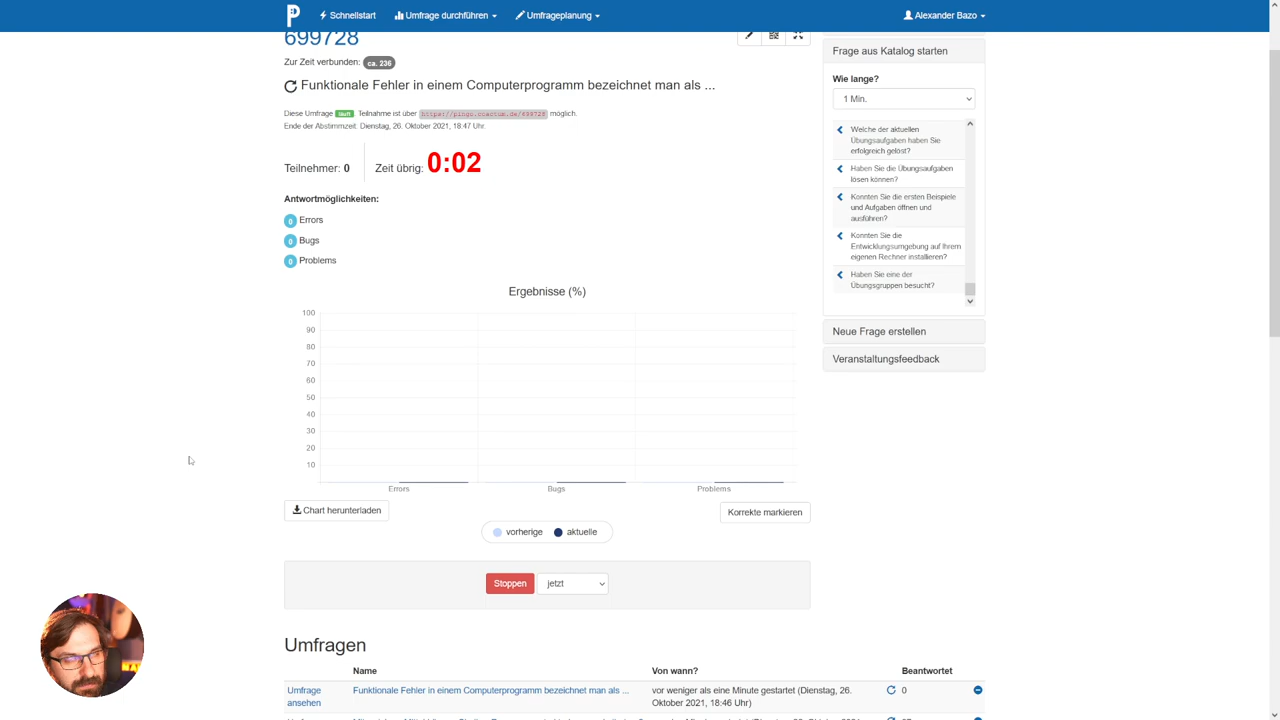 P
Schnellstart
Umfrage durchführen
Umfrageplanung
Alexander Bazo
699728
Zur Zeit verbunden: ca. 236
Funktionale Fehler in einem Computerprogramm bezeichnet man als ...
Diese Umfrage läuft Teilnahme ist über https://pingo.coactum.de/699728 möglich.
Ende der Abstimmzeit: Dienstag, 26. Oktober 2021, 18:47 Uhr.
Teilnehmer: 0
Zeit übrig: 0:02
Antwortmöglichkeiten:
0 Errors
0 Bugs
0 Problems
Ergebnisse (%)
100
90
80
70
60
50
40
30
20
10
Errors
Bugs
Problems
Chart herunterladen
Korrekte markieren
vorherige
aktuelle
Stoppen
jetzt
Umfragen
Name
Von wann?
Beantwortet
Umfrage
ansehen
Funktionale Fehler in einem Computerprogramm bezeichnet man als ...
vor weniger als eine Minute gestartet (Dienstag, 26.
Oktober 2021, 18:46 Uhr)
0
Frage aus Katalog starten
Wie lange?
1 Min.
Welche der aktuellen
Übungsaufgaben haben Sie
erfolgreich gelöst?
Haben Sie die Übungsaufgaben
lösen können?
Konnten Sie die ersten Beispiele
und Aufgaben öffnen und
ausführen?
Konnten Sie die
Entwicklungsumgebung auf Ihrem
eigenen Rechner installieren?
Haben Sie eine der
Übungsgruppen besucht?
Neue Frage erstellen
Veranstaltungsfeedback